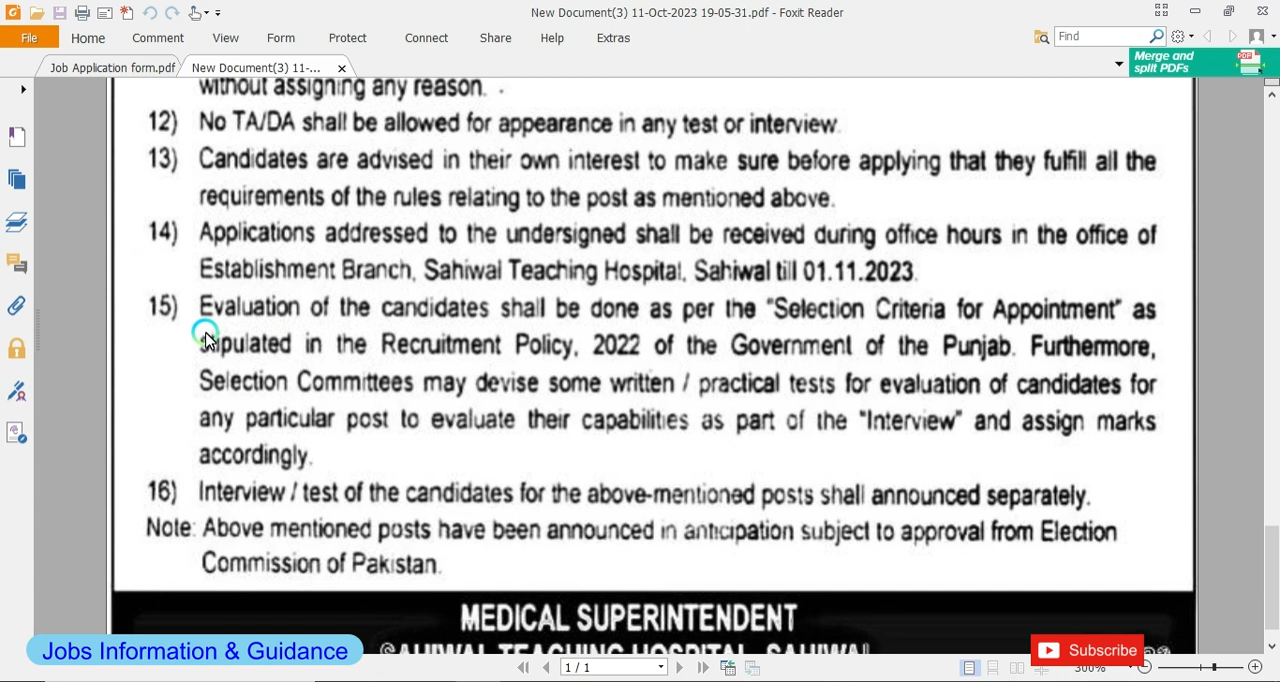 New Document(3) 11-Oct-2023 19-05-31.pdf - Foxit Reader
File Home Comment View Form Protect Connect Share Help Extras
Find
Job Application form.pdf New Document(3) 11-...
Merge and
split PDFs
without assigning any reason.
12) No TA/DA shall be allowed for appearance in any test or interview.
13) Candidates are advised in their own interest to make sure before applying that they fulfill all the
requirements of the rules relating to the post as mentioned above.
14) Applications addressed to the undersigned shall be received during office hours in the office of
Establishment Branch, Sahiwal Teaching Hospital, Sahiwal till 01.11.2023.
15) Evaluation of the candidates shall be done as per the "Selection Criteria for Appointment" as
stipulated in the Recruitment Policy, 2022 of the Government of the Punjab. Furthermore,
Selection Committees may devise some written / practical tests for evaluation of candidates for
any particular post to evaluate their capabilities as part of the "Interview" and assign marks
accordingly.
16) Interview / test of the candidates for the above-mentioned posts shall announced separately.
Note: Above mentioned posts have been announced in anticipation subject to approval from Election
Commission of Pakistan.
MEDICAL SUPERINTENDENT
SAHIWAL TEACHING HOSPITAL, SAHIWAL
Jobs Information & Guidance
Subscribe
1 / 1
300%